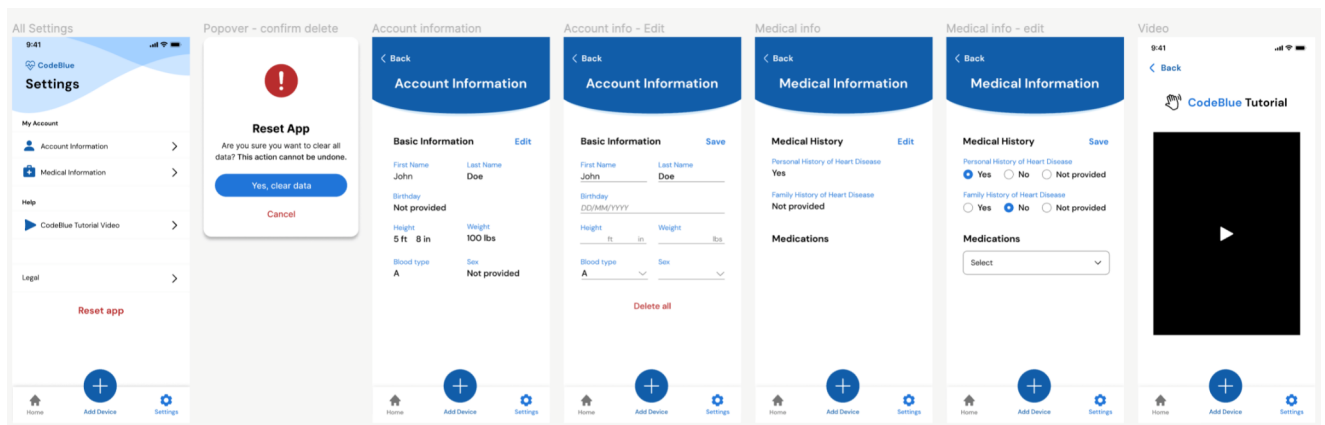 All Settings
9:41
CodeBlue
Settings
My Account
Account Information
Medical Information
Help
CodeBlue Tutorial Video
Legal
Reset app
Home
Add Device
Settings
Popover - confirm delete
!
Reset App
Are you sure you want to clear all
data? This action cannot be undone.
Yes, clear data
Cancel
Account information
Back
Account Information
Basic Information Edit
First Name Last Name
John Doe
Birthday
Not provided
Height Weight
5 ft 8 in 100 lbs
Blood type Sex
A Not provided
Home
Add Device
Settings
Account info - Edit
Back
Account Information
Basic Information Save
First Name Last Name
John Doe
Birthday
DD/MM/YYYY
Height Weight
ft in lbs
Blood type Sex
A
Delete all
Home
Add Device
Settings
Medical info
Back
Medical Information
Medical History Edit
Personal History of Heart Disease
Yes
Family History of Heart Disease
Not provided
Medications
Home
Add Device
Settings
Medical info - edit
Back
Medical Information
Medical History Save
Personal History of Heart Disease
Yes No Not provided
Family History of Heart Disease
Yes No Not provided
Medications
Select
Home
Add Device
Settings
Video
9:41
Back
CodeBlue Tutorial
Home
Add Device
Settings